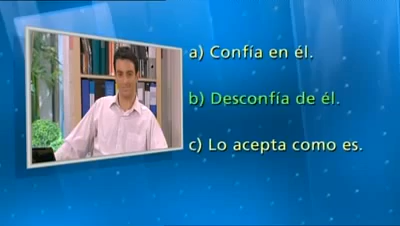 a) Confía en él.
b) Desconfía de él.
c) Lo acepta como es.